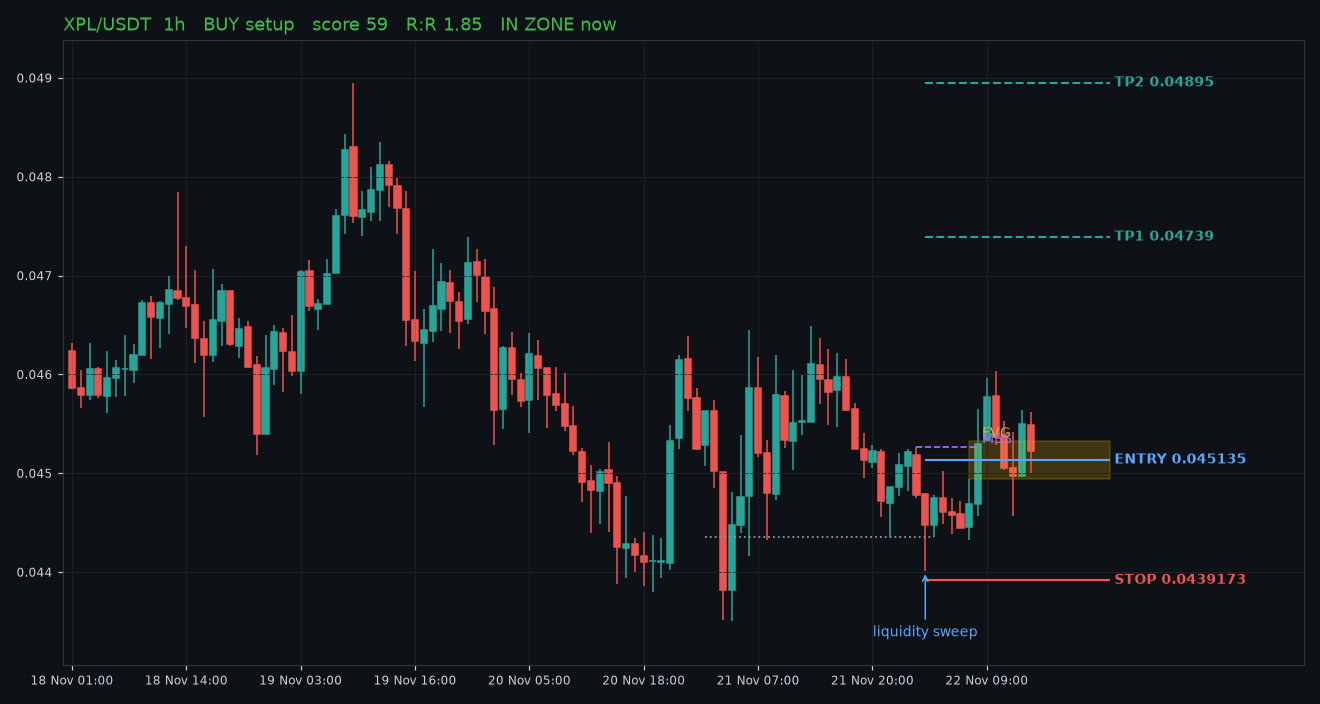 XPL/USDT 1h BUY setup score 59 R:R 1.85 IN ZONE now
0.049
0.048
0.047
0.046
0.045
0.044
TP2 0.04895
TP1 0.04739
FVG
MSS
ENTRY 0.045135
STOP 0.0439173
liquidity sweep
18 Nov 01:00
18 Nov 14:00
19 Nov 03:00
19 Nov 16:00
20 Nov 05:00
20 Nov 18:00
21 Nov 07:00
21 Nov 20:00
22 Nov 09:00